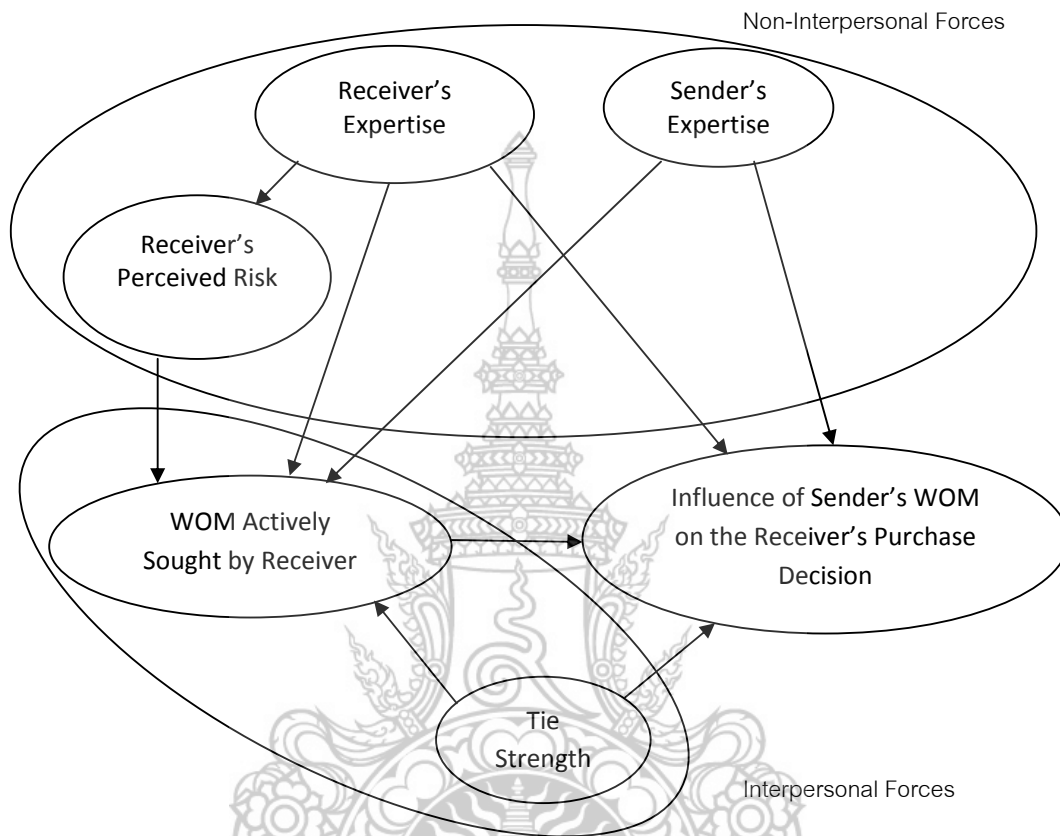 Non-Interpersonal Forces
Receiver’s
Expertise
Sender’s
Expertise
Receiver’s
Perceived Risk
WOM Actively
Sought by Receiver
Influence of Sender’s WOM
on the Receiver’s Purchase
Decision
Tie
Strength
Interpersonal Forces